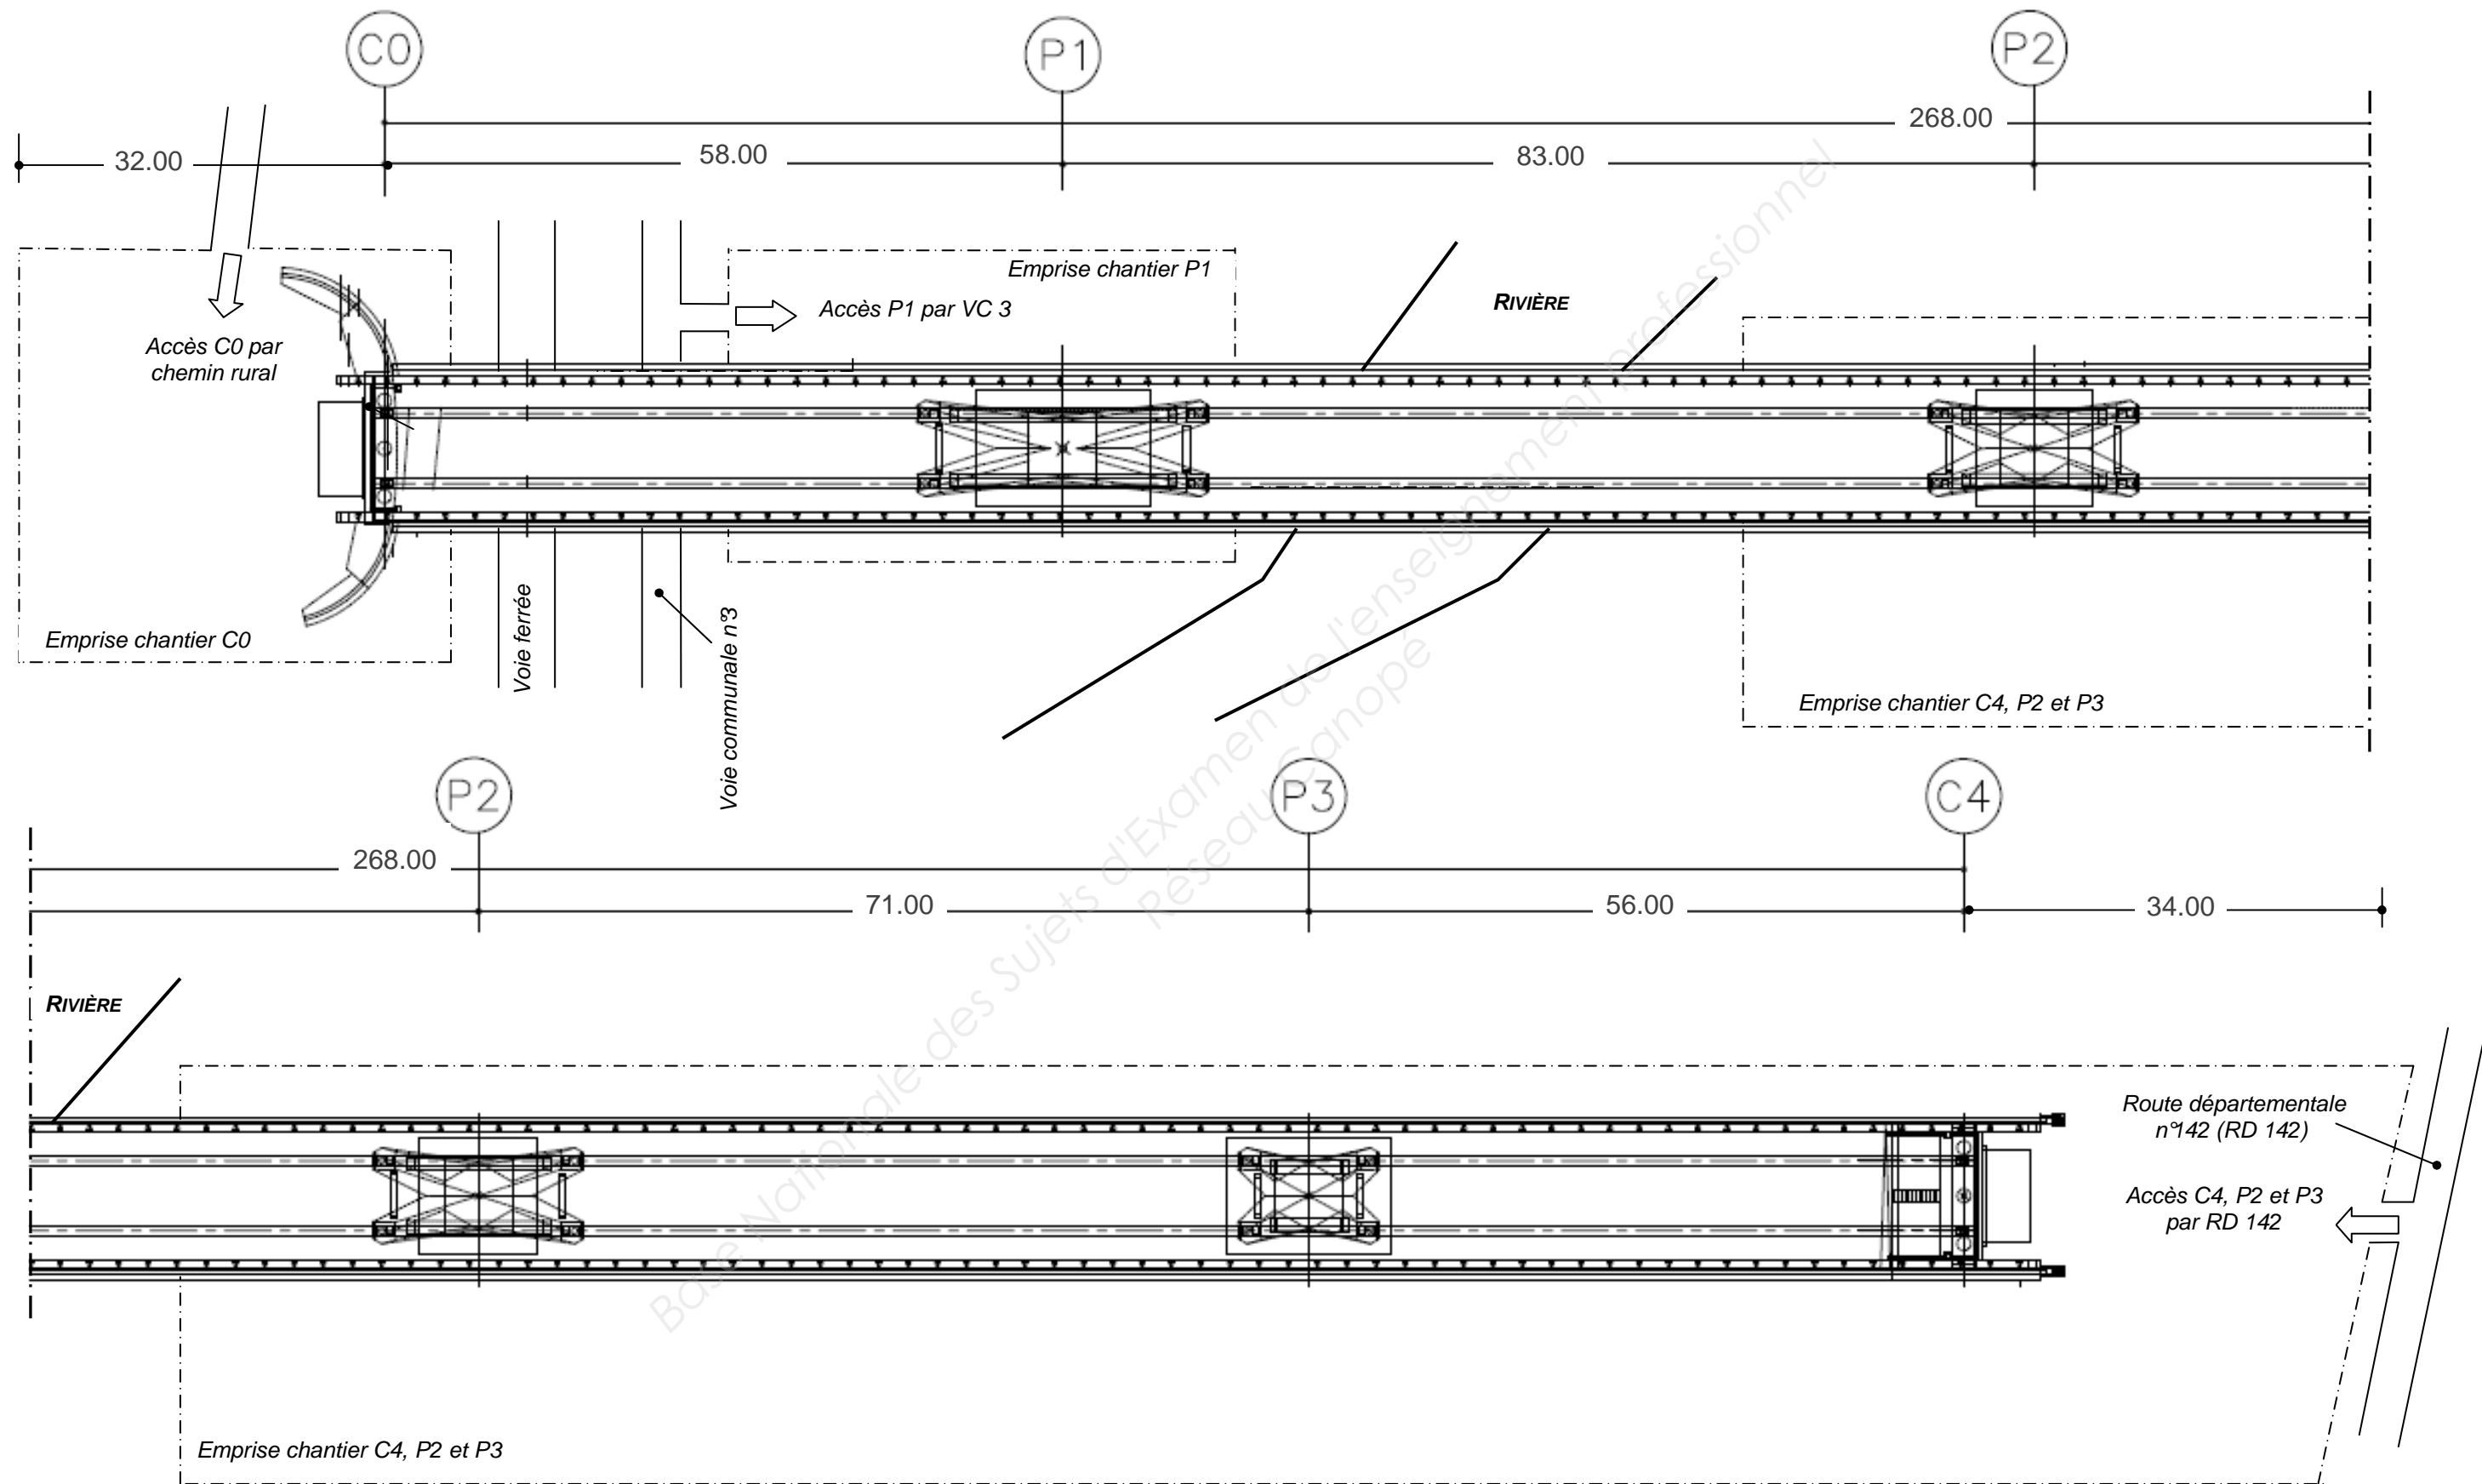 C0
P1
P2
268.00
32.00
58.00
83.00
Emprise chantier P1
Accès P1 par VC 3
RIVIÈRE
Accès C0 par
chemin rural
Emprise chantier C0
Voie ferrée
Voie communale n°3
Emprise chantier C4, P2 et P3
P2
P3
C4
268.00
71.00
56.00
34.00
RIVIÈRE
Route départementale
n°142 (RD 142)
Accès C4, P2 et P3
par RD 142
Emprise chantier C4, P2 et P3
Base Nationale des Sujets d'Examen de l'enseignement professionnel
Réseau Canopé